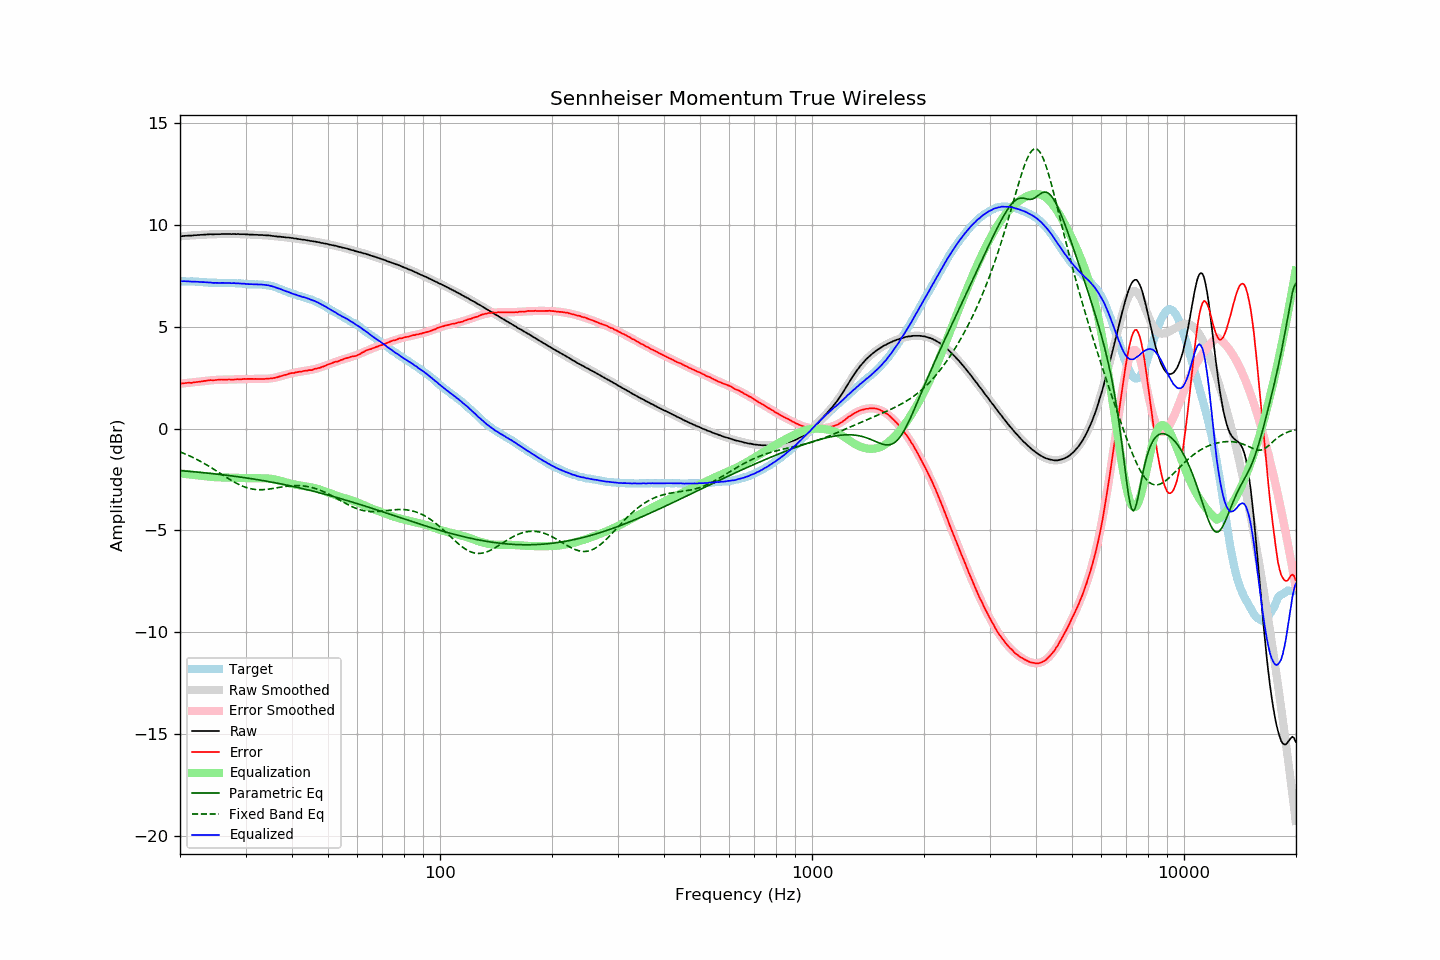 Sennheiser Momentum True Wireless
15
10
5
0
−5
−10
−15
−20
Amplitude (dBr)
Target
Raw Smoothed
Error Smoothed
Raw
Error
Equalization
Parametric Eq
Fixed Band Eq
Equalized
100 1000 10000
Frequency (Hz)